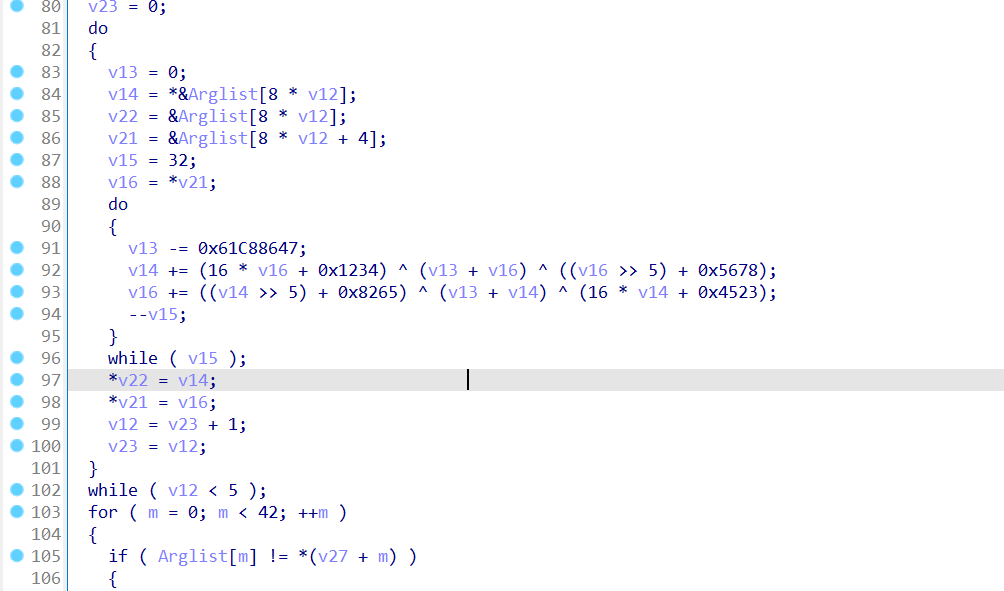 80 v23 = 0;
81 do
82 {
83 v13 = 0;
84 v14 = *&Arglist[8 * v12];
85 v22 = &Arglist[8 * v12];
86 v21 = &Arglist[8 * v12 + 4];
87 v15 = 32;
88 v16 = *v21;
89 do
90 {
91 v13 -= 0x61C88647;
92 v14 += (16 * v16 + 0x1234) ^ (v13 + v16) ^ ((v16 >> 5) + 0x5678);
93 v16 += ((v14 >> 5) + 0x8265) ^ (v13 + v14) ^ (16 * v14 + 0x4523);
94 --v15;
95 }
96 while ( v15 );
97 *v22 = v14;
98 *v21 = v16;
99 v12 = v23 + 1;
100 v23 = v12;
101 }
102 while ( v12 < 5 );
103 for ( m = 0; m < 42; ++m )
104 {
105 if ( Arglist[m] != *(v27 + m) )
106 {